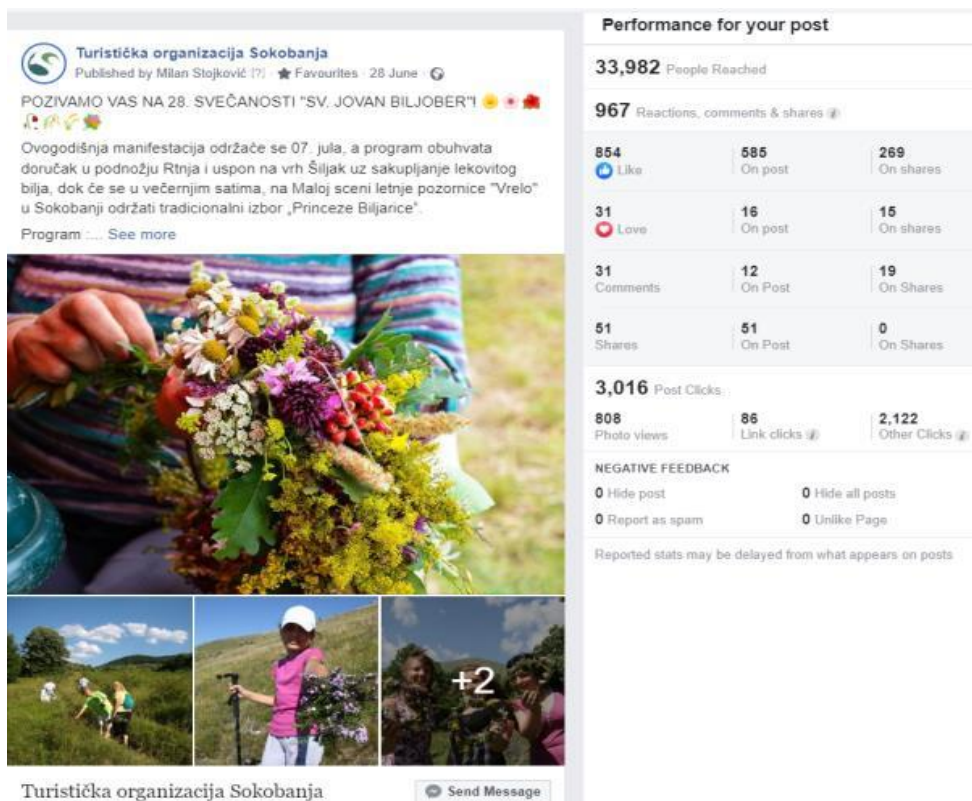 Turistička organizacija Sokobanja
Published by Milan Stojković [?] · Favourites · 28 June ·
POZIVAMO VAS NA 28. SVEČANOSTI "SV. JOVAN BILJOBER"!
Ovogodišnja manifestacija održaće se 07. jula, a program obuhvata
doručak u podnožju Rtnja i uspon na vrh Šiljak uz sakupljanje lekovitog
bilja, dok će se u večernjim satima, na Maloj sceni letnje pozornice "Vrelo"
u Sokobanji održati tradicionalni izbor „Princeze Biljarice“.
Program :... See more
+2
Turistička organizacija Sokobanja
Send Message
Performance for your post
33,982 People Reached
967 Reactions, comments & shares
854 585 269
Like On post On shares
31 16 15
Love On post On shares
31 12 19
Comments On Post On Shares
51 51 0
Shares On Post On Shares
3,016 Post Clicks
808 86 2,122
Photo views Link clicks Other Clicks
NEGATIVE FEEDBACK
0 Hide post 0 Hide all posts
0 Report as spam 0 Unlike Page
Reported stats may be delayed from what appears on posts